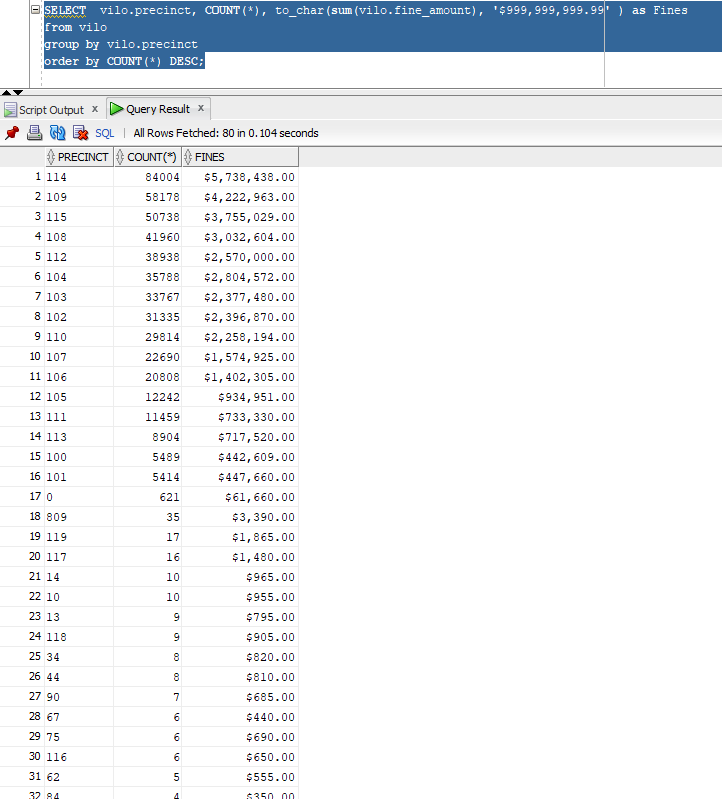 SELECT  vilo.precinct, COUNT(*), to_char(sum(vilo.fine_amount), '$999,999,999.99' ) as Fines
from vilo
group by vilo.precinct
order by COUNT(*) DESC;
Script Output x Query Result x
SQL | All Rows Fetched: 80 in 0.104 seconds
PRECINCT COUNT(*) FINES
1 114 84004 $5,738,438.00
2 109 58178 $4,222,963.00
3 115 50738 $3,755,029.00
4 108 41960 $3,032,604.00
5 112 38938 $2,570,000.00
6 104 35788 $2,804,572.00
7 103 33767 $2,377,480.00
8 102 31335 $2,396,870.00
9 110 29814 $2,258,194.00
10 107 22690 $1,574,925.00
11 106 20808 $1,402,305.00
12 105 12242 $934,951.00
13 111 11459 $733,330.00
14 113 8904 $717,520.00
15 100 5489 $442,609.00
16 101 5414 $447,660.00
17 0 621 $61,660.00
18 809 35 $3,390.00
19 119 17 $1,865.00
20 117 16 $1,480.00
21 14 10 $965.00
22 10 10 $955.00
23 13 9 $795.00
24 118 9 $905.00
25 34 8 $820.00
26 44 8 $810.00
27 90 7 $685.00
28 67 6 $440.00
29 75 6 $690.00
30 116 6 $650.00
31 62 5 $555.00
32 84 4 $350.00